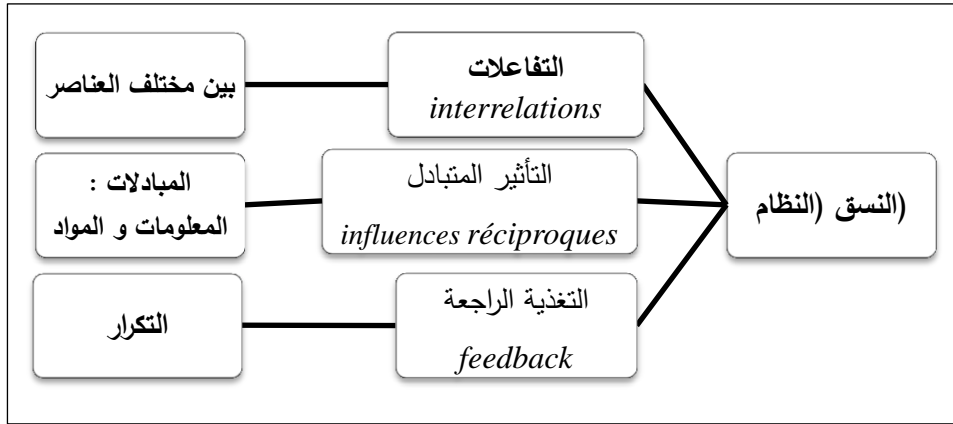 النسق (النظام)
التفاعلات
interrelations
بين مختلف العناصر
التأثير المتبادل
influences réciproques
المبادلات :
المعلومات و المواد
التغذية الراجعة
feedback
التكرار